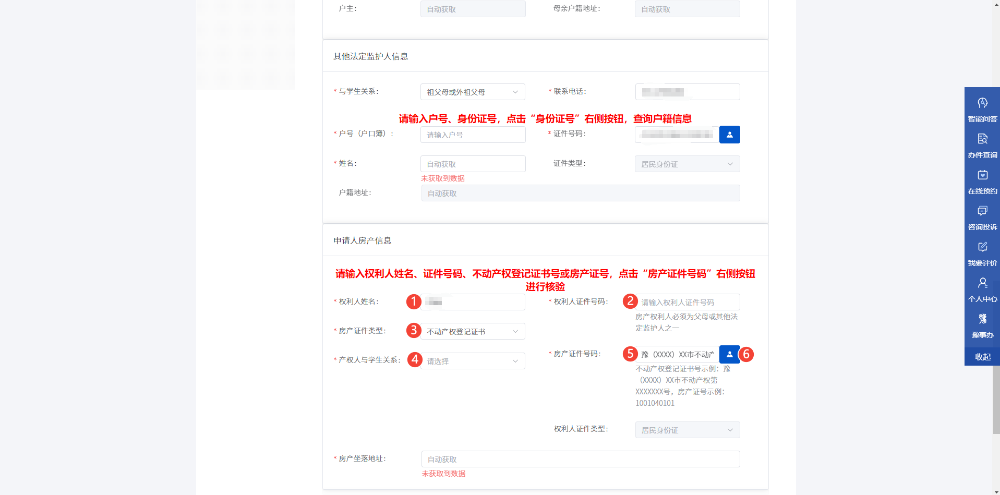 户主：
自动获取
母亲户籍地址：
自动获取
其他法定监护人信息
* 与学生关系：
祖父母或外祖父母
* 联系电话：
请输入户号、身份证号，点击“身份证号”右侧按钮，查询户籍信息
* 户号（户口簿）：
请输入户号
* 证件号码：
* 姓名：
自动获取
未获取到数据
证件类型：
居民身份证
户籍地址：
自动获取
申请人房产信息
请输入权利人姓名、证件号码、不动产权登记证书号或房产证号，点击“房产证件号码”右侧按钮
进行核验
* 权利人姓名：
1
* 权利人证件号码：
2
请输入权利人证件号码
房产权利人必须为父母或其他法
定监护人之一
* 房产证件类型：
3
不动产权登记证书
* 产权人与学生关系：
4
请选择
* 房产证件号码：
5
豫（XXXX）XX市不动产
6
不动产权登记证书号示例：豫
（XXXX）XX市不动产权第
XXXXXXX号，房产证号示例：
1001040101
权利人证件类型：
居民身份证
* 房产坐落地址：
自动获取
未获取到数据
智能问答
办件查询
在线预约
咨询投诉
我要评价
个人中心
豫事办
收起